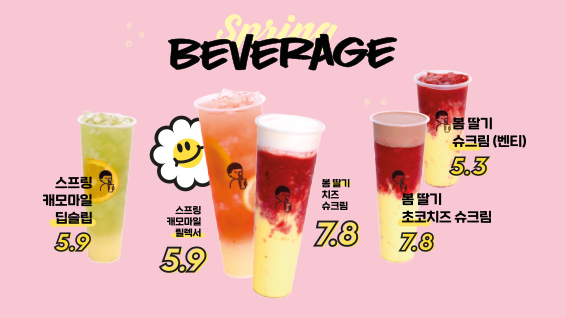 Spring
BEVERAGE
스프링
캐모마일
딥슬립
5.9
스프링
캐모마일
릴렉서
5.9
봄 딸기
치즈
슈크림
7.8
봄 딸기
초코치즈 슈크림
7.8
봄 딸기
슈크림 (벤티)
5.3